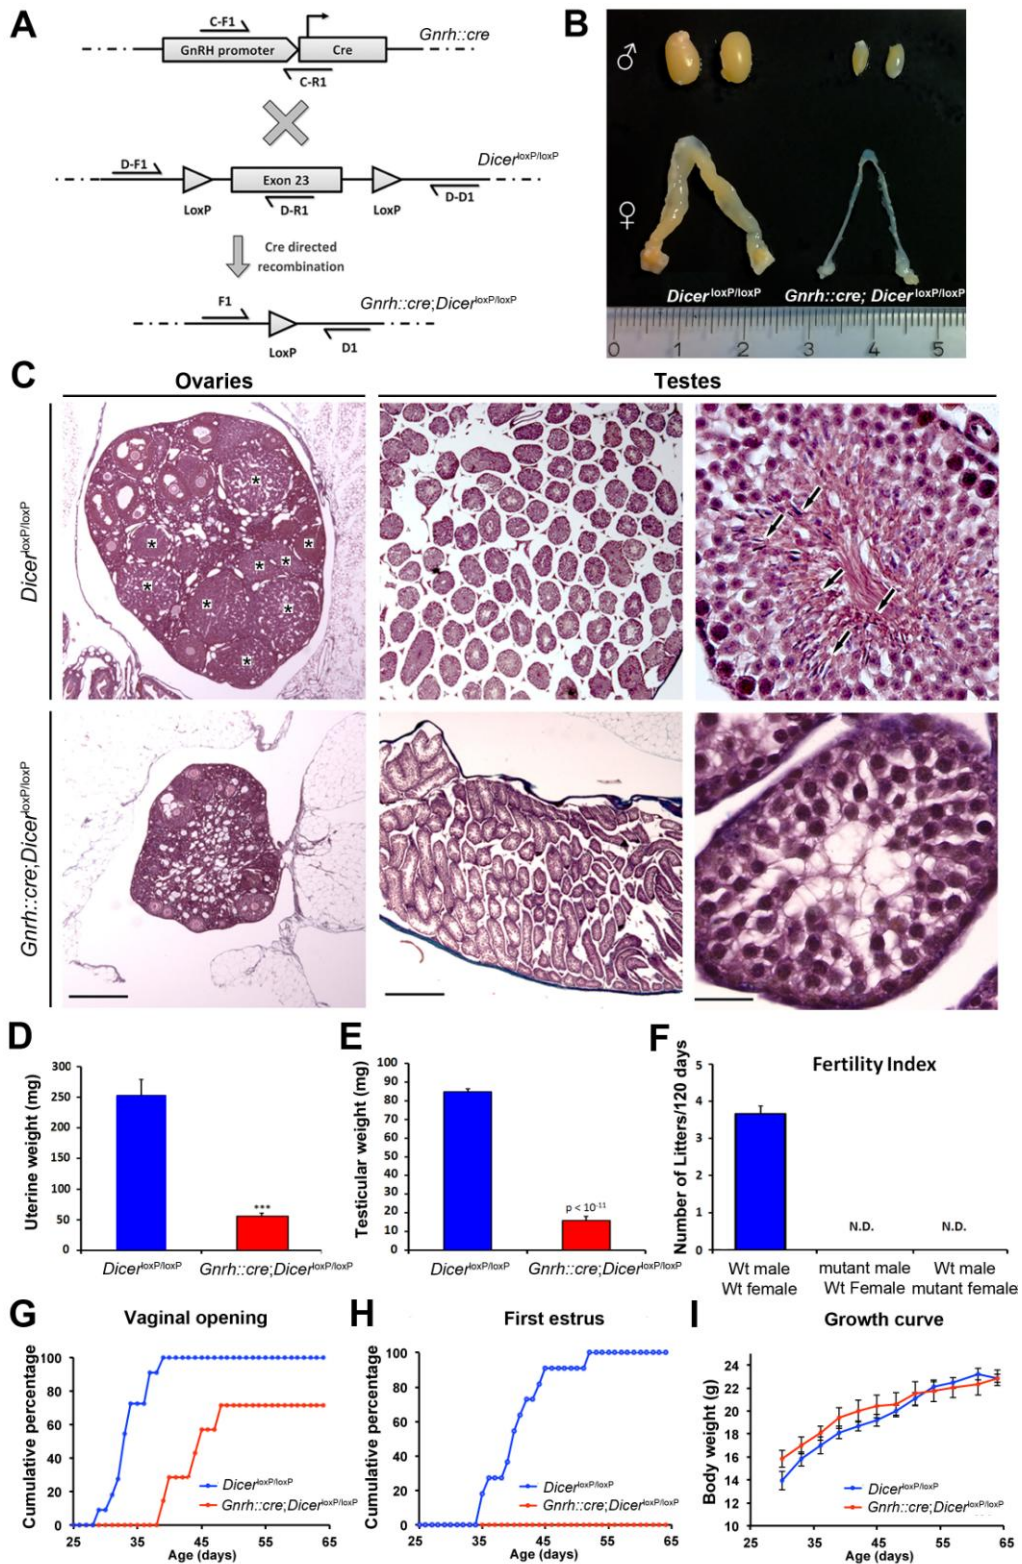 A
C-F1
Gnrh::cre
GnRH promoter
Cre
C-R1
D-F1
Dicer^loxP/loxP
Exon 23
LoxP
D-R1
LoxP
D-D1
Cre directed
recombination
F1
Gnrh::cre;Dicer^loxP/loxP
LoxP
D1
B
♂
♀
Dicer^loxP/loxP
Gnrh::cre; Dicer^loxP/loxP
0 1 2 3 4 5
C
Ovaries
Testes
Dicer^loxP/loxP
* * * * * * * * *
Gnrh::cre;Dicer^loxP/loxP
D
Uterine weight (mg)
300
250
200
150
100
50
0
***
Dicer^loxP/loxP
Gnrh::cre;Dicer^loxP/loxP
E
Testicular weight (mg)
100
90
80
70
60
50
40
30
20
10
0
p < 10^-11
Dicer^loxP/loxP
Gnrh::cre;Dicer^loxP/loxP
F
Fertility Index
Number of Litters/120 days
5
4
3
2
1
0
N.D.
N.D.
Wt male
Wt female
mutant male
Wt Female
Wt male
mutant female
G
Vaginal opening
Cumulative percentage
100
80
60
40
20
0
Dicer^loxP/loxP
Gnrh::cre;Dicer^loxP/loxP
25 35 45 55 65
Age (days)
H
First estrus
Cumulative percentage
100
80
60
40
20
0
Dicer^loxP/loxP
Gnrh::cre;Dicer^loxP/loxP
25 35 45 55 65
Age (days)
I
Growth curve
Body weight (g)
24
22
20
18
16
14
12
10
Dicer^loxP/loxP
Gnrh::cre;Dicer^loxP/loxP
25 35 45 55 65
Age (days)